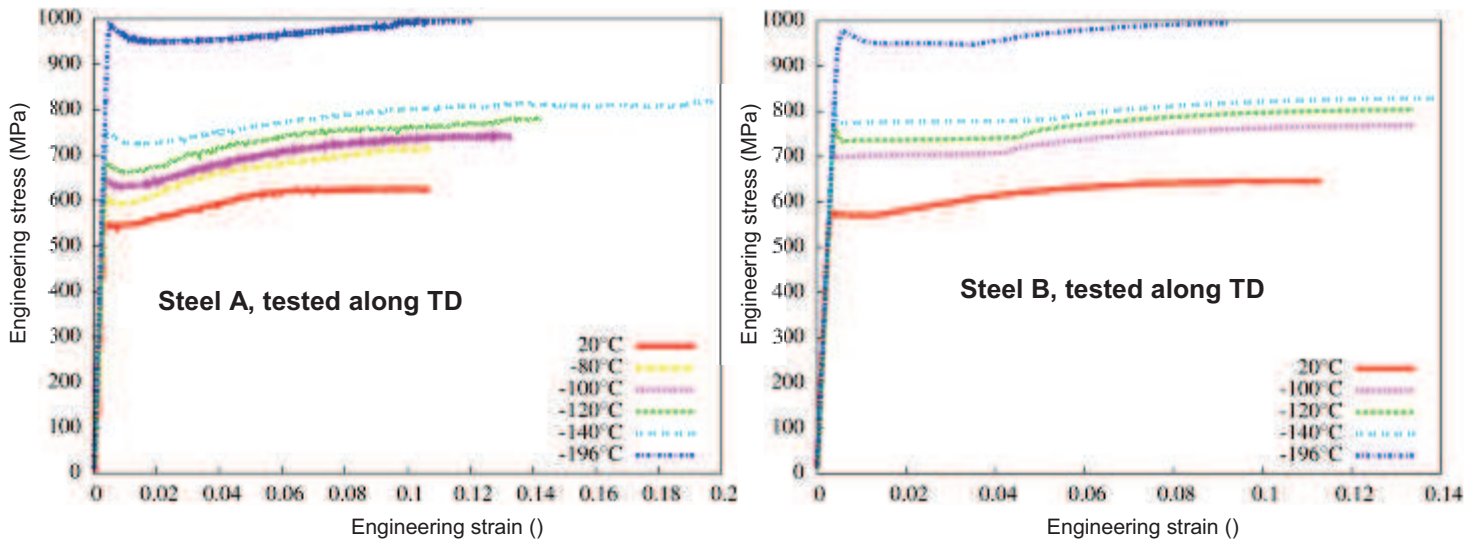 1000
900
800
700
600
500
400
300
200
100
0
Engineering stress (MPa)
Steel A, tested along TD
20°C
-80°C
-100°C
-120°C
-140°C
-196°C
0 0.02 0.04 0.06 0.08 0.1 0.12 0.14 0.16 0.18 0.2
Engineering strain ()
1000
900
800
700
600
500
400
300
200
100
0
Engineering stress (MPa)
Steel B, tested along TD
20°C
-100°C
-120°C
-140°C
-196°C
0 0.02 0.04 0.06 0.08 0.1 0.12 0.14
Engineering strain ()